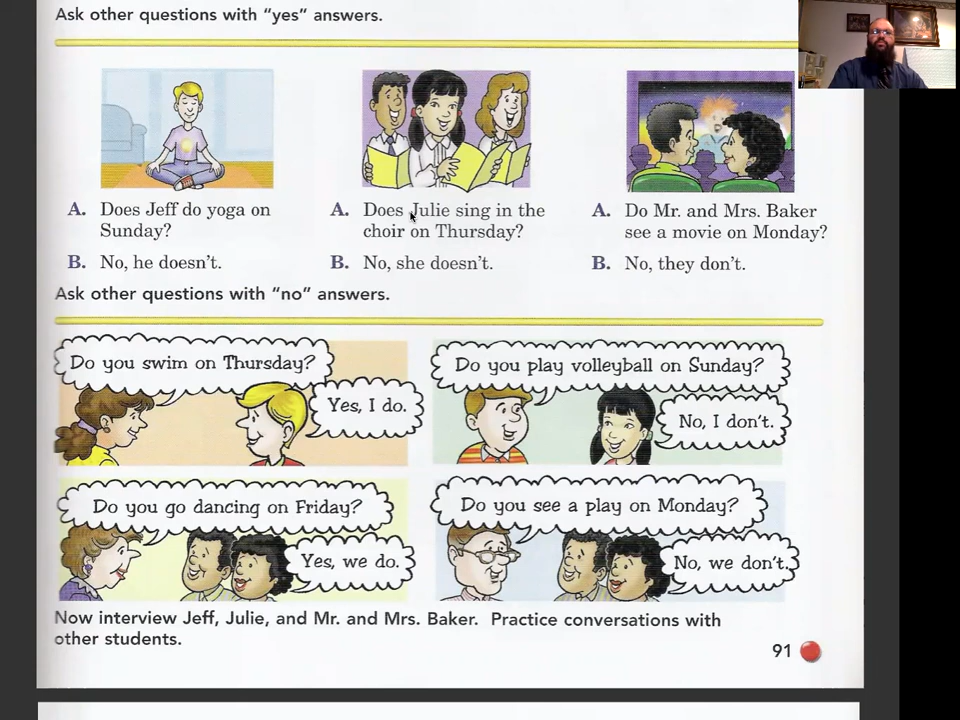 Ask other questions with “yes” answers.
A. Does Jeff do yoga on
Sunday?
B. No, he doesn’t.
A. Does Julie sing in the
choir on Thursday?
B. No, she doesn’t.
A. Do Mr. and Mrs. Baker
see a movie on Monday?
B. No, they don’t.
Ask other questions with “no” answers.
Do you swim on Thursday?
Yes, I do.
Do you play volleyball on Sunday?
No, I don’t.
Do you go dancing on Friday?
Yes, we do.
Do you see a play on Monday?
No, we don’t.
Now interview Jeff, Julie, and Mr. and Mrs. Baker. Practice conversations with
other students.
91